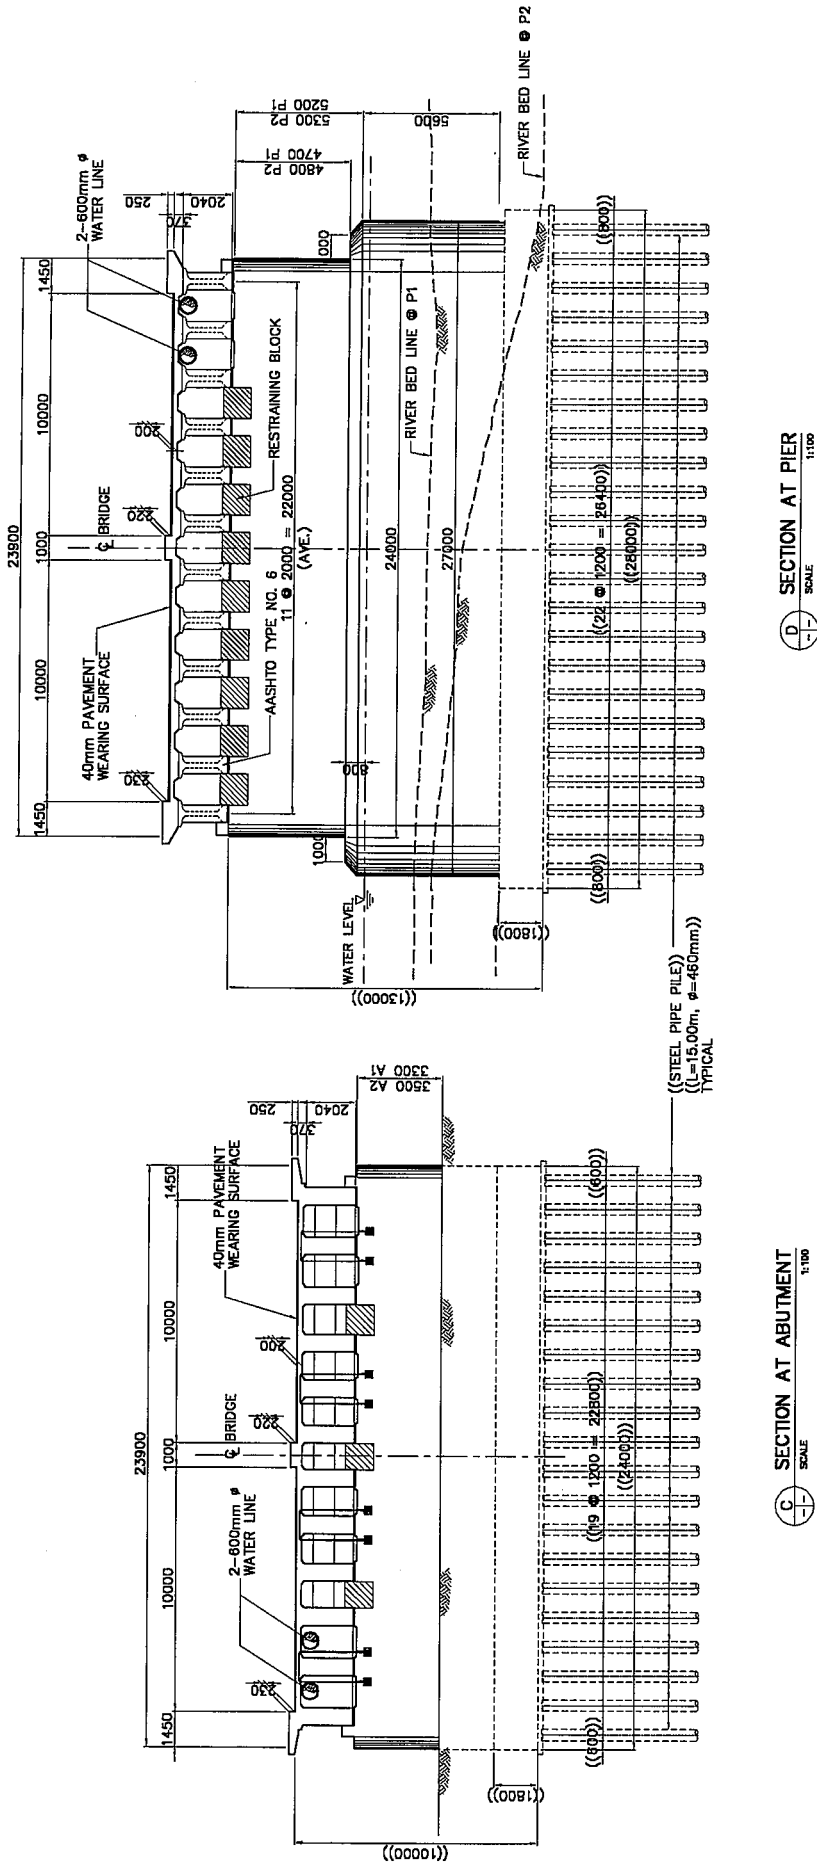 23900
1450
10000
1000
10000
1450
2-600mm ø
WATER LINE
℄ BRIDGE
40mm PAVEMENT
WEARING SURFACE
230
220
200
250
370
2040
5200 P1
5300 P2
4700 P1
4800 P2
5600
1000
000
AASHTO TYPE NO. 6
RESTRAINING BLOCK
11 @ 2000 = 22000
(AVE.)
24000
27000
800
WATER LEVEL
RIVER BED LINE @ P1
RIVER BED LINE @ P2
((13000))
((1800))
((800))
((22 @ 1200 = 26400))
((800))
((28000))
D
--
SECTION AT PIER
SCALE
1:100
((STEEL PIPE PILE))
((L=15.00m, ø=460mm))
TYPICAL
23900
1450
10000
1000
10000
1450
2-600mm ø
WATER LINE
℄ BRIDGE
40mm PAVEMENT
WEARING SURFACE
230
220
200
250
370
2040
3300 A1
3500 A2
((10000))
((1800))
((600))
((19 @ 1200 = 22800))
((600))
((24000))
C
--
SECTION AT ABUTMENT
SCALE
1:100